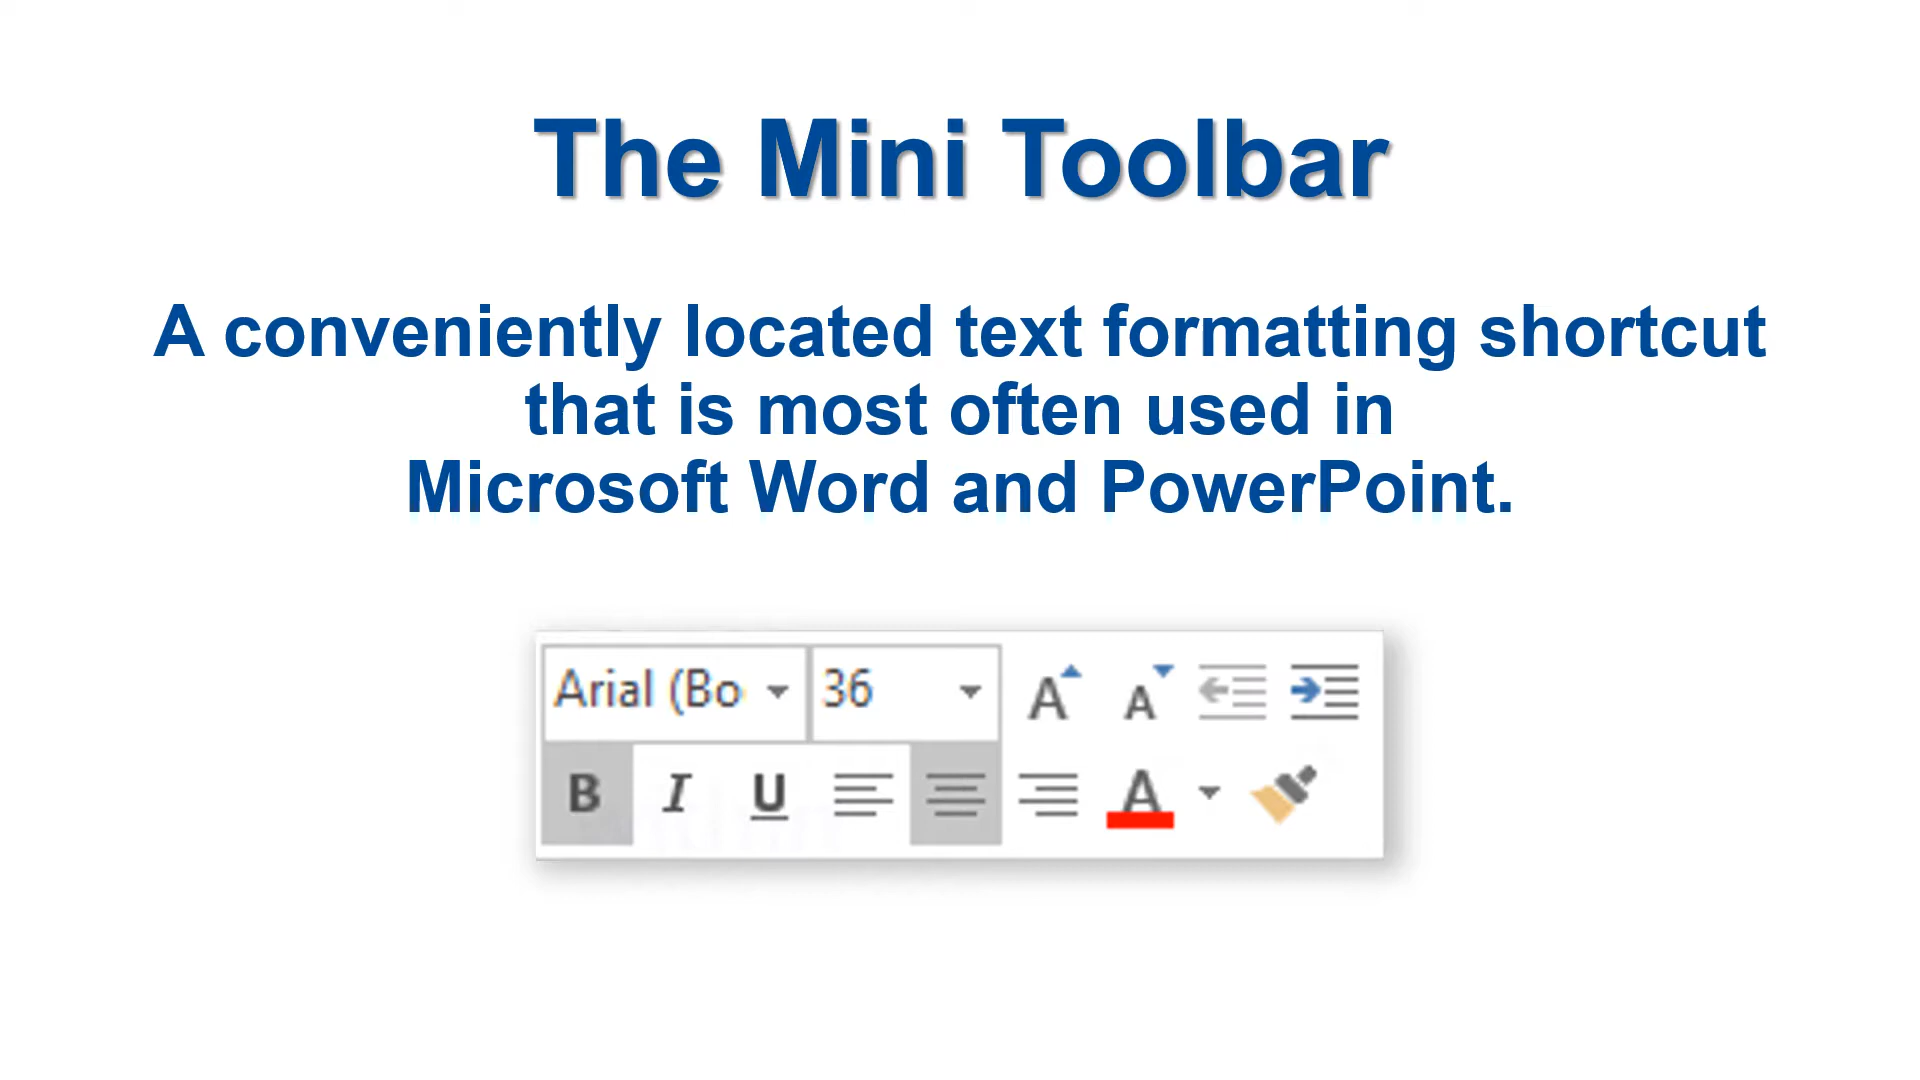 The Mini Toolbar
A conveniently located text formatting shortcut
that is most often used in
Microsoft Word and PowerPoint.
Arial (Bo 36 A A
B I U A